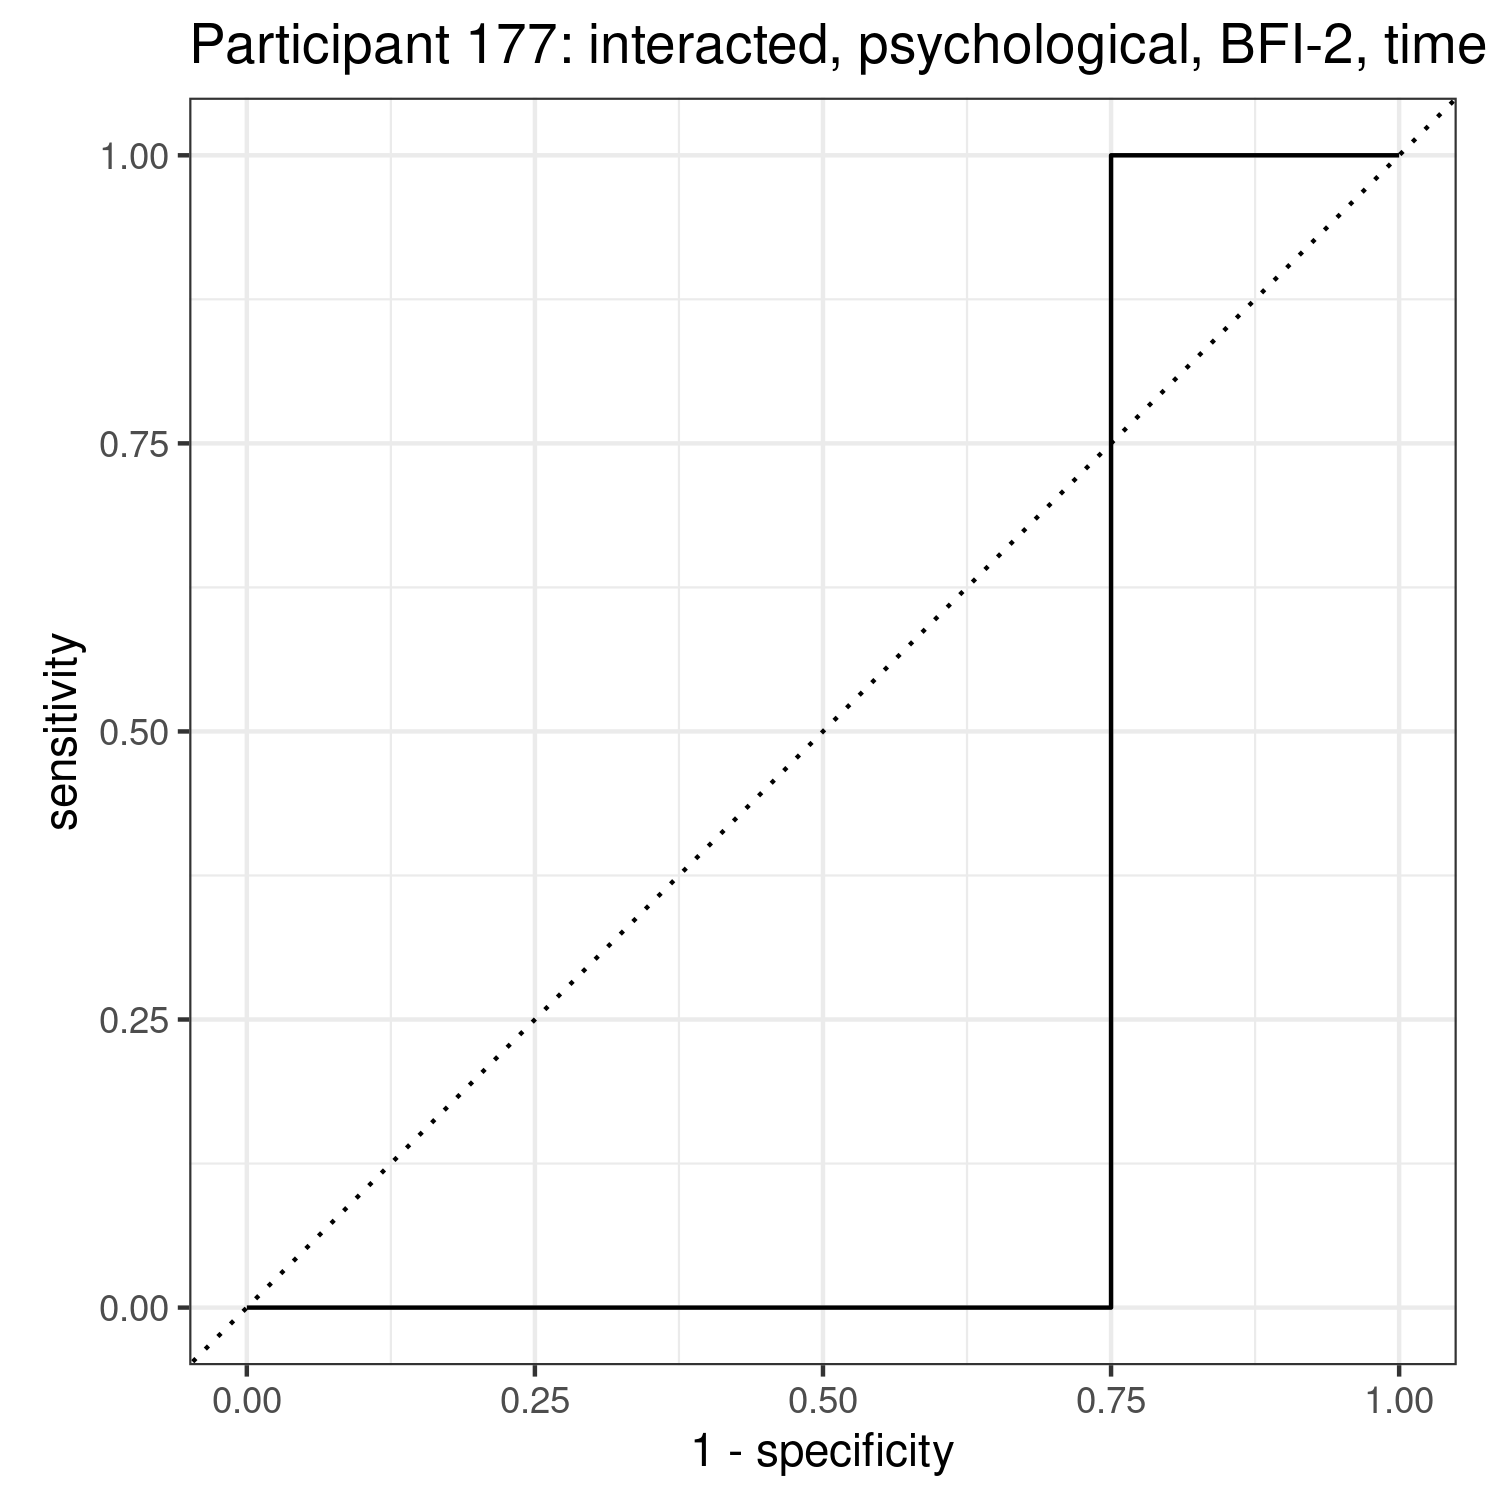 Participant 177: interacted, psychological, BFI-2, time
1.00
0.75
0.50
0.25
0.00
sensitivity
0.00 0.25 0.50 0.75 1.00
1 - specificity